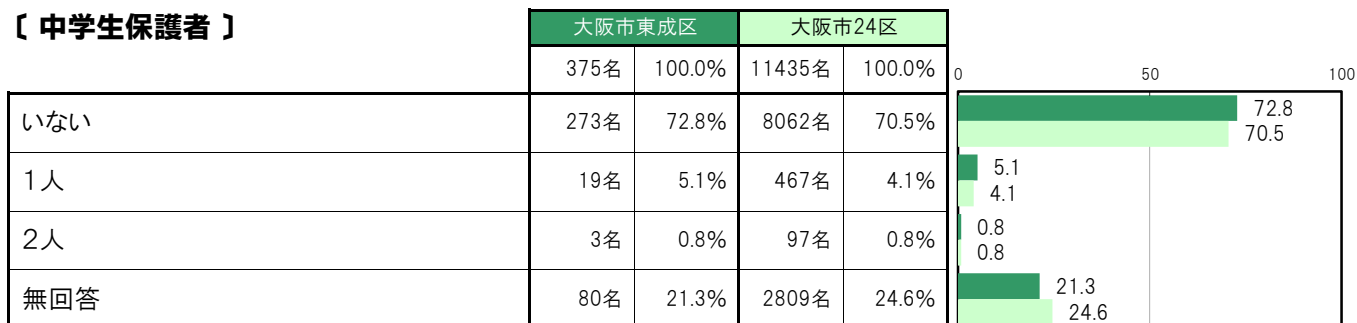 〔 中学生保護者 〕
大阪市東成区 大阪市24区
375名 100.0% 11435名 100.0%
0 50 100
いない 273名 72.8% 8062名 70.5%
72.8
70.5
1人 19名 5.1% 467名 4.1%
5.1
4.1
2人 3名 0.8% 97名 0.8%
0.8
0.8
無回答 80名 21.3% 2809名 24.6%
21.3
24.6